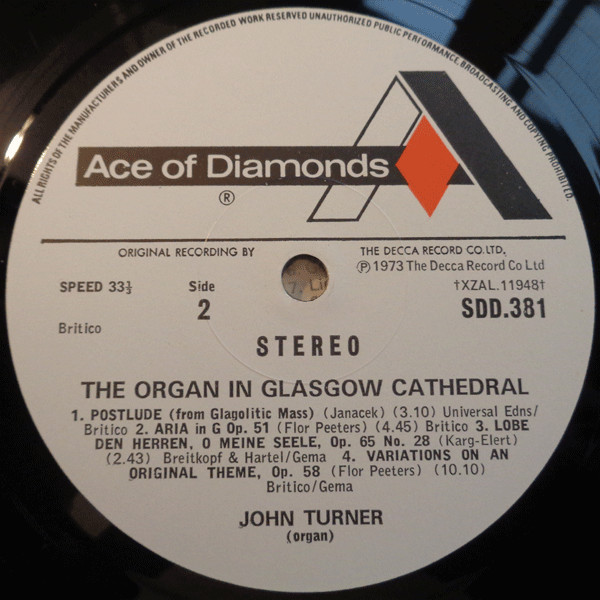 ALL RIGHTS OF THE MANUFACTURERS AND OWNER OF THE RECORDED WORK RESERVED UNAUTHORIZED PUBLIC PERFORMANCE, BROADCASTING AND COPYING PROHIBITED.
Ace of Diamonds
®
ORIGINAL RECORDING BY THE DECCA RECORD CO. LTD.,
Ⓟ 1973 The Decca Record Co Ltd
SPEED 33⅓ Side †XZAL.11948†
2 SDD.381
Britico
STEREO
THE ORGAN IN GLASGOW CATHEDRAL
1. POSTLUDE (from Glagolitic Mass) (Janacek) (3.10) Universal Edns/
Britico 2. ARIA in G Op. 51 (Flor Peeters) (4.45) Britico 3. LOBE
DEN HERREN, O MEINE SEELE, Op. 65 No. 28 (Karg-Elert)
(2.43) Breitkopf & Hartel/Gema 4. VARIATIONS ON AN
ORIGINAL THEME, Op. 58 (Flor Peeters) (10.10)
Britico/Gema
JOHN TURNER
(organ)